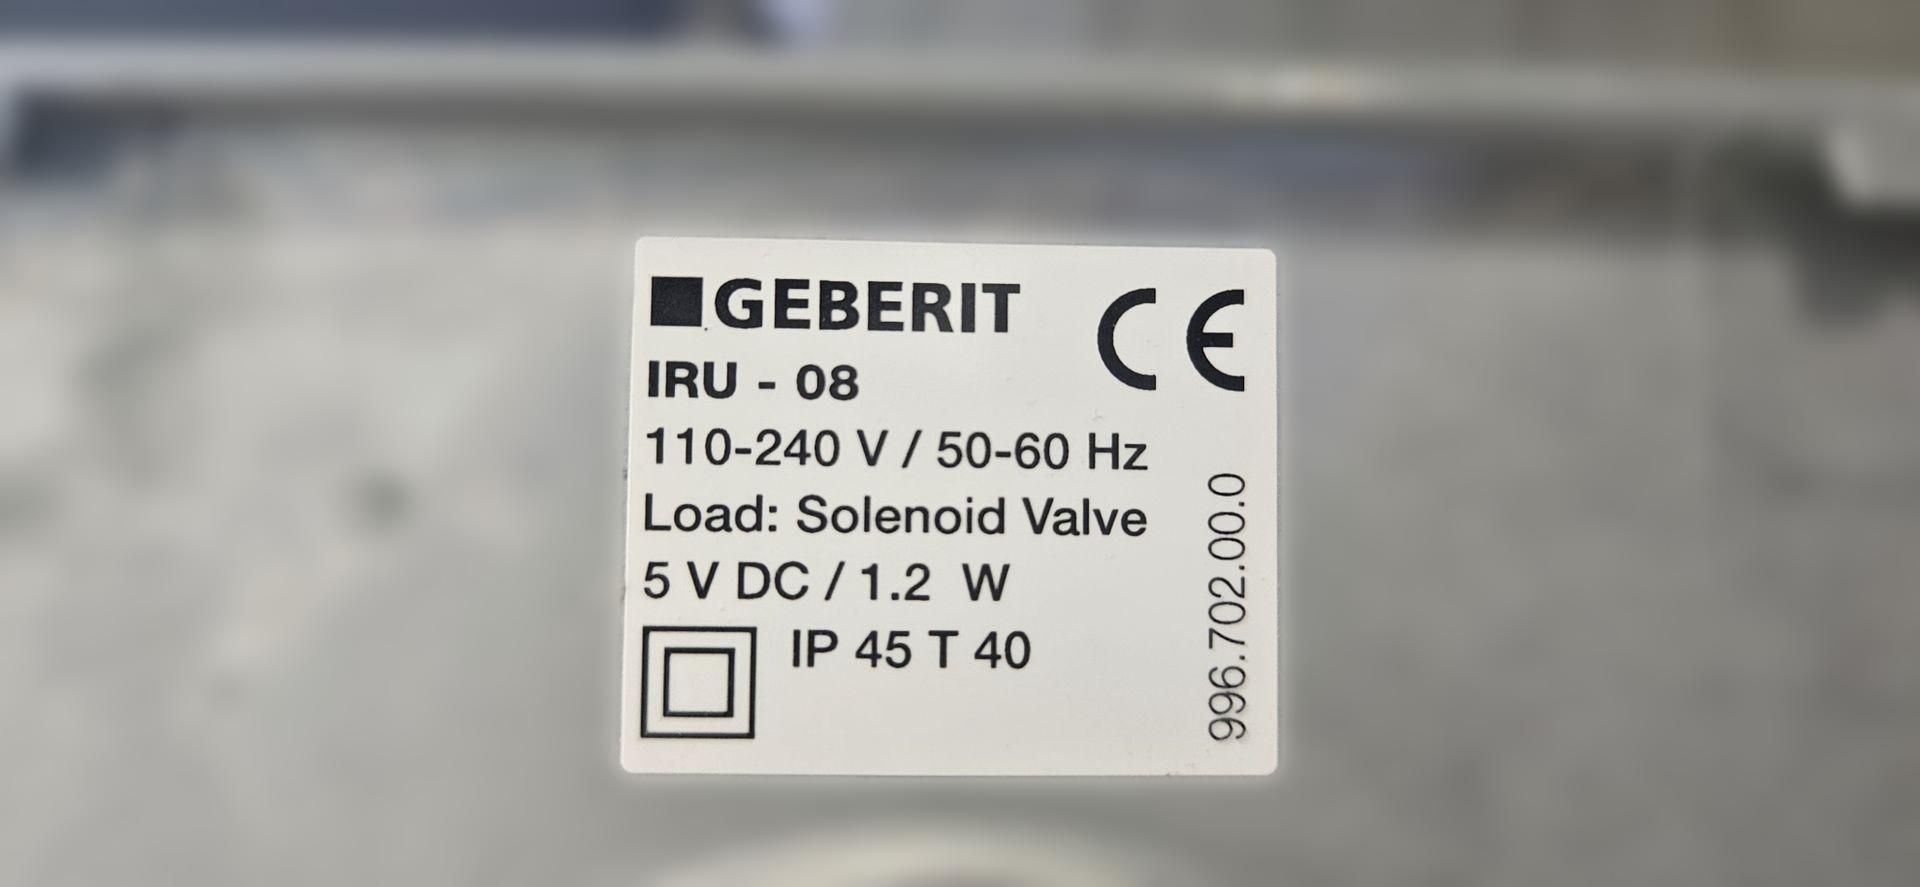 GEBERIT
CE
IRU - 08
110-240 V / 50-60 Hz
Load: Solenoid Valve
5 V DC / 1.2 W
IP 45 T 40
996.702.00.0